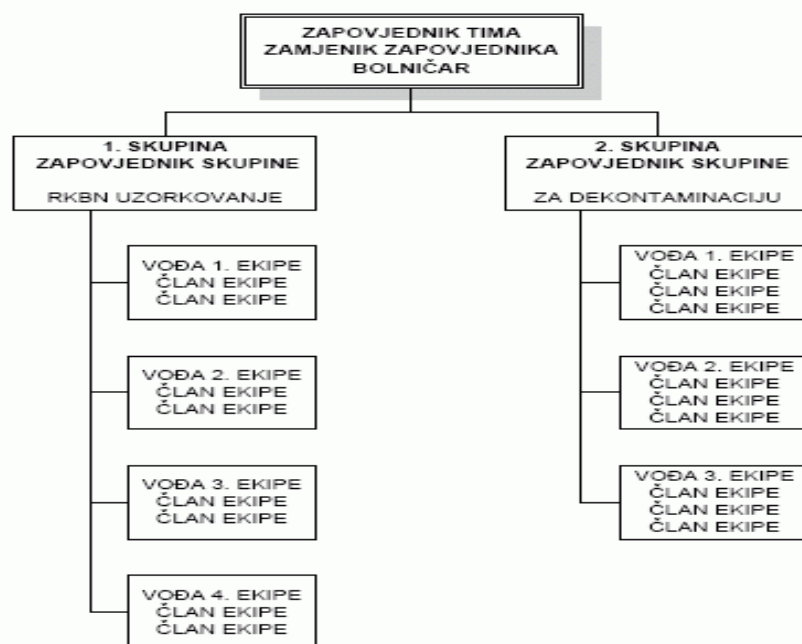 ZAPOVJEDNIK TIMA
ZAMJENIK ZAPOVJEDNIKA
BOLNIČAR
1. SKUPINA
ZAPOVJEDNIK SKUPINE
RKBN UZORKOVANJE
VOĐA 1. EKIPE
ČLAN EKIPE
ČLAN EKIPE
VOĐA 2. EKIPE
ČLAN EKIPE
ČLAN EKIPE
VOĐA 3. EKIPE
ČLAN EKIPE
ČLAN EKIPE
VOĐA 4. EKIPE
ČLAN EKIPE
ČLAN EKIPE
2. SKUPINA
ZAPOVJEDNIK SKUPINE
ZA DEKONTAMINACIJU
VOĐA 1. EKIPE
ČLAN EKIPE
ČLAN EKIPE
ČLAN EKIPE
VOĐA 2. EKIPE
ČLAN EKIPE
ČLAN EKIPE
ČLAN EKIPE
VOĐA 3. EKIPE
ČLAN EKIPE
ČLAN EKIPE
ČLAN EKIPE